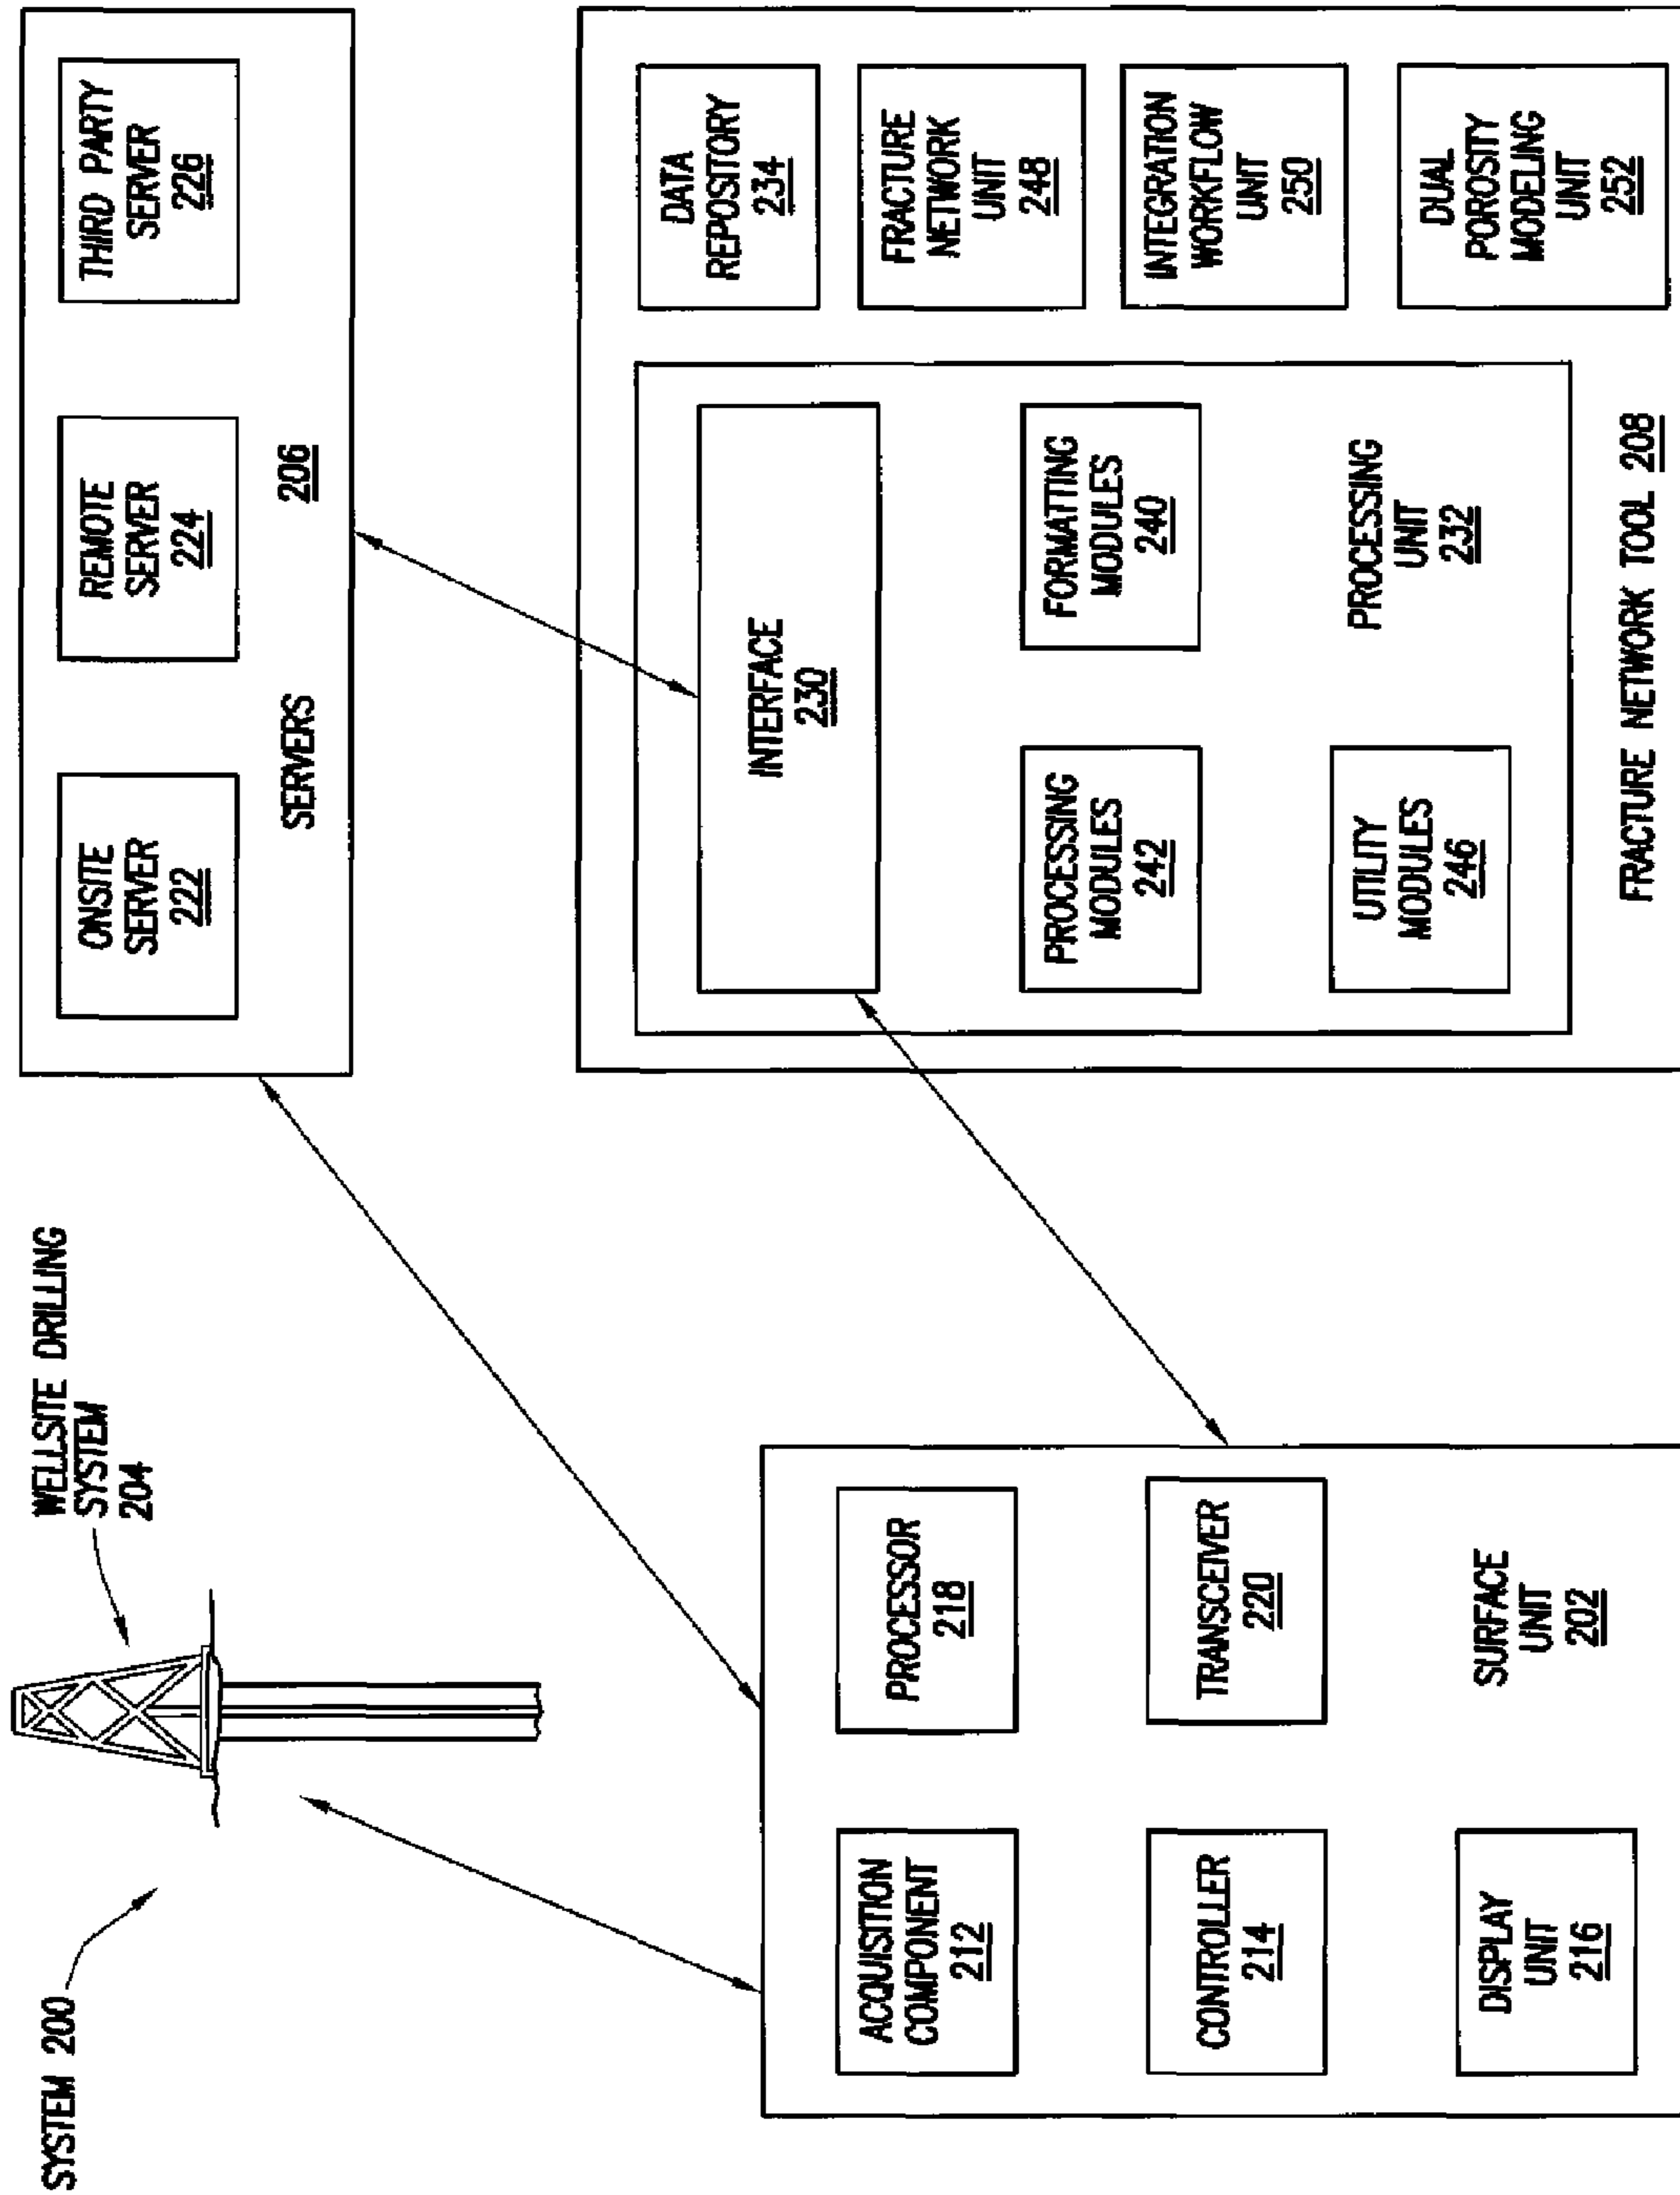 SYSTEM 200
WELLSITE DRILLING
SYSTEM
204
ONSITE
SERVER
222
REMOTE
SERVER
224
THIRD PARTY
SERVER
226
SERVERS
206
ACQUISITION
COMPONENT
212
PROCESSOR
218
CONTROLLER
214
TRANSCEIVER
220
DISPLAY
UNIT
216
SURFACE
UNIT
202
INTERFACE
230
PROCESSING
MODULES
242
FORMATTING
MODULES
240
UTILITY
MODULES
246
PROCESSING
UNIT
232
DATA
REPOSITORY
234
FRACTURE
NETWORK
UNIT
248
INTEGRATION
WORKFLOW
UNIT
250
DUAL
POROSITY
MODELING
UNIT
252
FRACTURE NETWORK TOOL 208